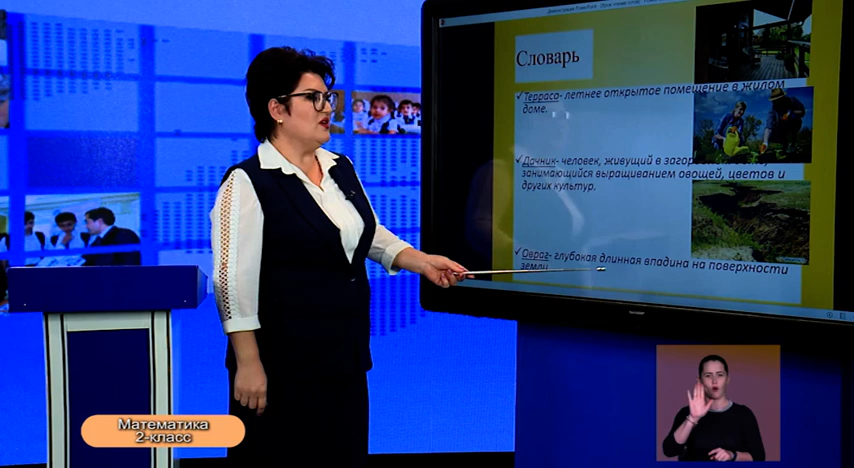 Словарь
Терраса- летнее открытое помещение в жилом
доме.
Дачник- человек, живущий в
занимающийся выращиванием овощей, цветов и
других культур.
Овраг- глубокая длинная впадина на поверхности
земли
Математика
2-класс